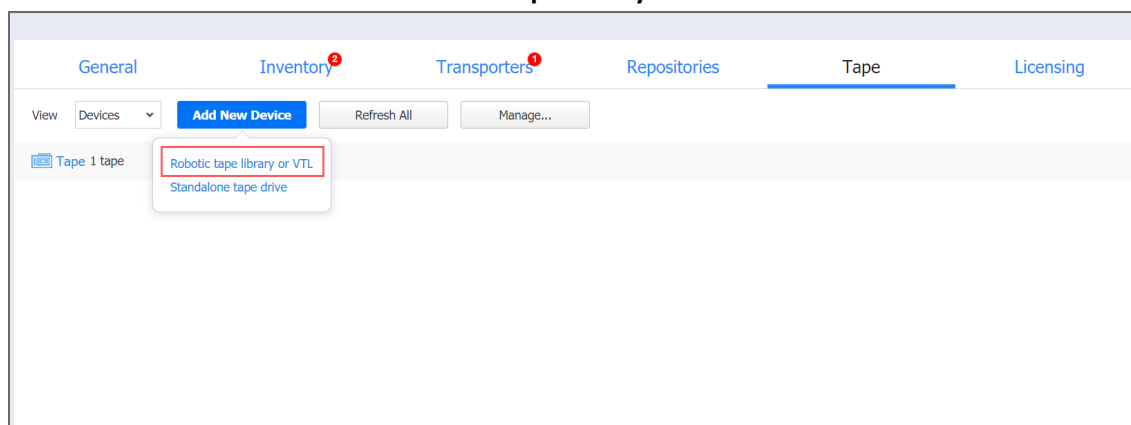 General Inventory 2 Transporters 1 Repositories Tape Licensing
View Devices Add New Device Refresh All Manage...
Tape 1 tape
Robotic tape library or VTL
Standalone tape drive